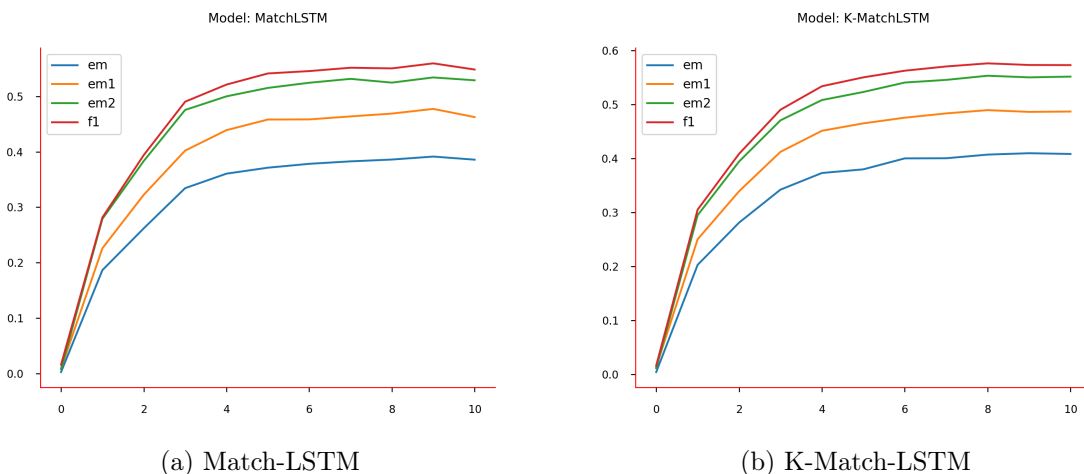 Model: MatchLSTM
em
em1
em2
f1
0.5
0.4
0.3
0.2
0.1
0.0
0 2 4 6 8 10
(a) Match-LSTM
Model: K-MatchLSTM
em
em1
em2
f1
0.6
0.5
0.4
0.3
0.2
0.1
0.0
0 2 4 6 8 10
(b) K-Match-LSTM